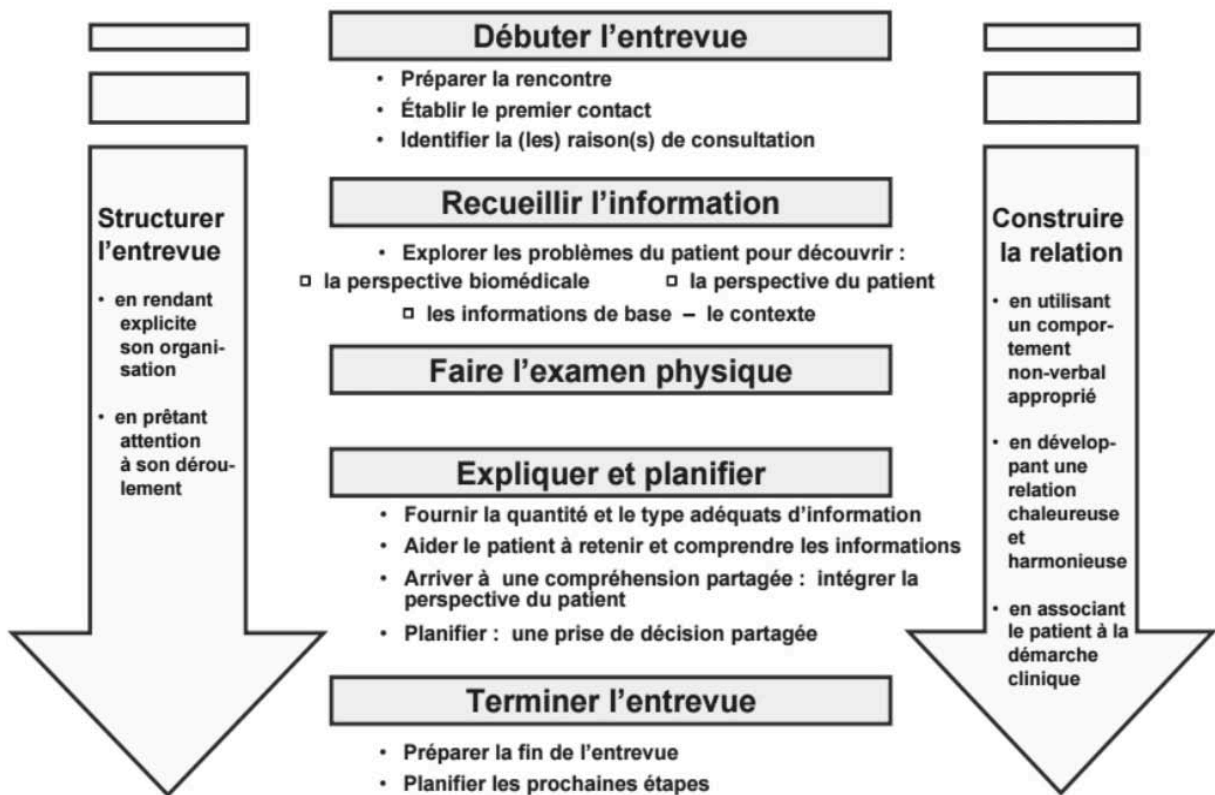 Débuter l'entrevue
• Préparer la rencontre
• Établir le premier contact
• Identifier la (les) raison(s) de consultation
Structurer
l'entrevue
• en rendant
explicite
son organi-
sation
• en prêtant
attention
à son dérou-
lement
Recueillir l'information
• Explorer les problèmes du patient pour découvrir :
▫ la perspective biomédicale ▫ la perspective du patient
▫ les informations de base – le contexte
Faire l'examen physique
Expliquer et planifier
• Fournir la quantité et le type adéquats d'information
• Aider le patient à retenir et comprendre les informations
• Arriver à une compréhension partagée : intégrer la
perspective du patient
• Planifier : une prise de décision partagée
Terminer l'entrevue
• Préparer la fin de l'entrevue
• Planifier les prochaines étapes
Construire
la relation
• en utilisant
un compor-
tement
non-verbal
approprié
• en dévelop-
pant une
relation
chaleureuse
et
harmonieuse
• en associant
le patient à la
démarche
clinique